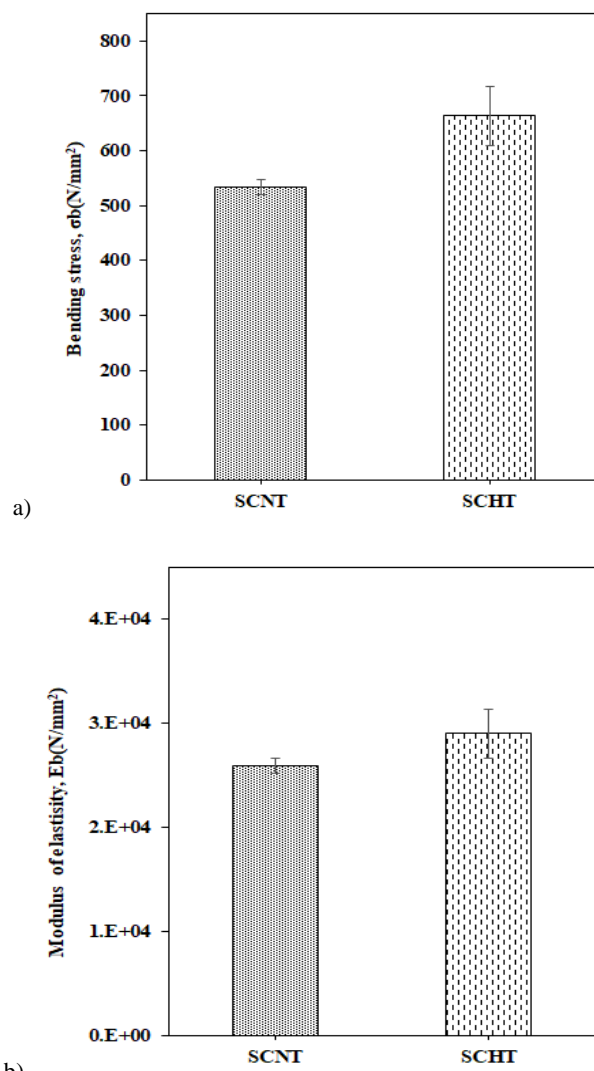 800
700
600
500
400
300
200
100
0
Bending stress, σb(N/mm²)
SCNT SCHT
a)
4.E+04
3.E+04
2.E+04
1.E+04
0.E+00
Modulus of elastisity, Eb(N/mm²)
SCNT SCHT
b)